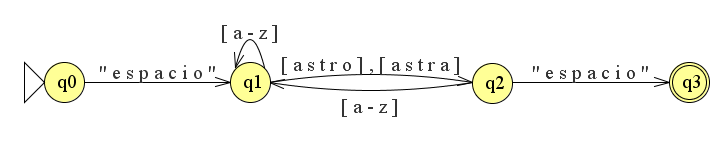 [a-z]
q0 "espacio" q1 [astro],[astra] q2 "espacio" q3
[a-z]